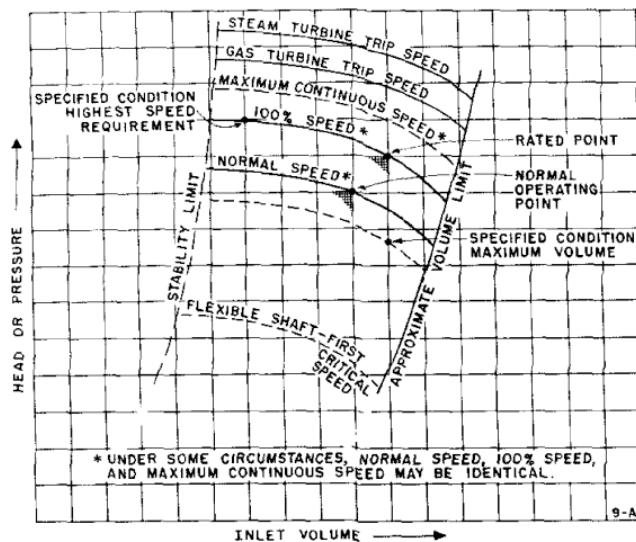 STEAM TURBINE TRIP SPEED
GAS TURBINE TRIP SPEED
MAXIMUM CONTINUOUS SPEED*
SPECIFIED CONDITION
HIGHEST SPEED
REQUIREMENT
100% SPEED*
RATED POINT
NORMAL SPEED*
NORMAL
OPERATING
POINT
SPECIFIED CONDITION
MAXIMUM VOLUME
STABILITY LIMIT
APPROXIMATE VOLUME LIMIT
FLEXIBLE SHAFT-FIRST
CRITICAL
SPEED
HEAD OR PRESSURE
* UNDER SOME CIRCUMSTANCES, NORMAL SPEED, 100% SPEED,
AND MAXIMUM CONTINUOUS SPEED MAY BE IDENTICAL.
9-A
INLET VOLUME